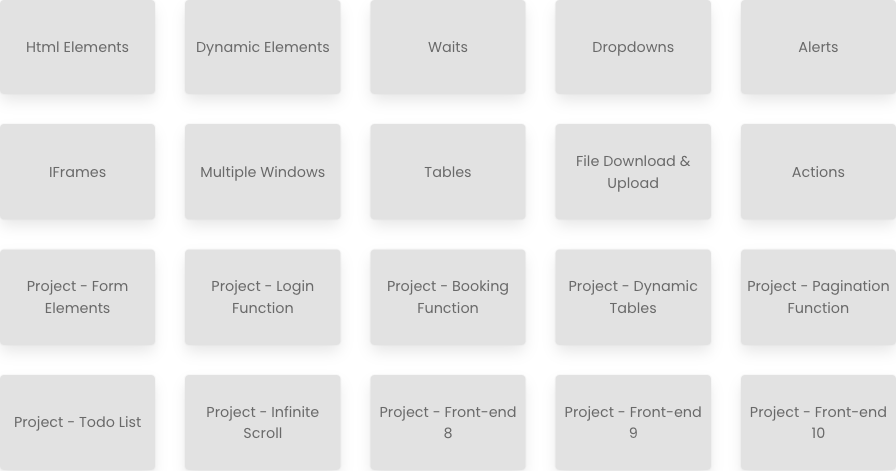 Html Elements
Dynamic Elements
Waits
Dropdowns
Alerts
IFrames
Multiple Windows
Tables
File Download &
Upload
Actions
Project - Form
Elements
Project - Login
Function
Project - Booking
Function
Project - Dynamic
Tables
Project - Pagination
Function
Project - Todo List
Project - Infinite
Scroll
Project - Front-end
8
Project - Front-end
9
Project - Front-end
10